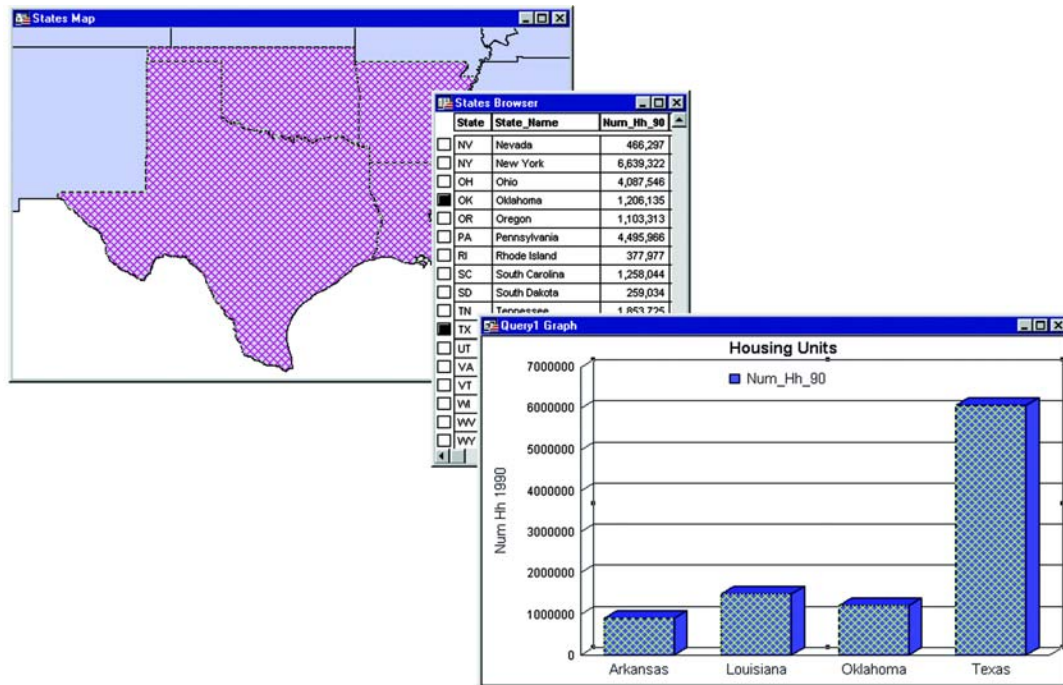 States Map
States Browser
State State_Name Num_Hh_90
NV Nevada 466,297
NY New York 6,639,322
OH Ohio 4,087,546
OK Oklahoma 1,206,135
OR Oregon 1,103,313
PA Pennsylvania 4,495,966
RI Rhode Island 377,977
SC South Carolina 1,258,044
SD South Dakota 259,034
TN Tennessee 1,853,725
TX
UT
VA
VT
WI
WV
WY
Query1 Graph
Housing Units
Num_Hh_90
Num Hh 1990
7000000
6000000
5000000
4000000
3000000
2000000
1000000
0
Arkansas Louisiana Oklahoma Texas